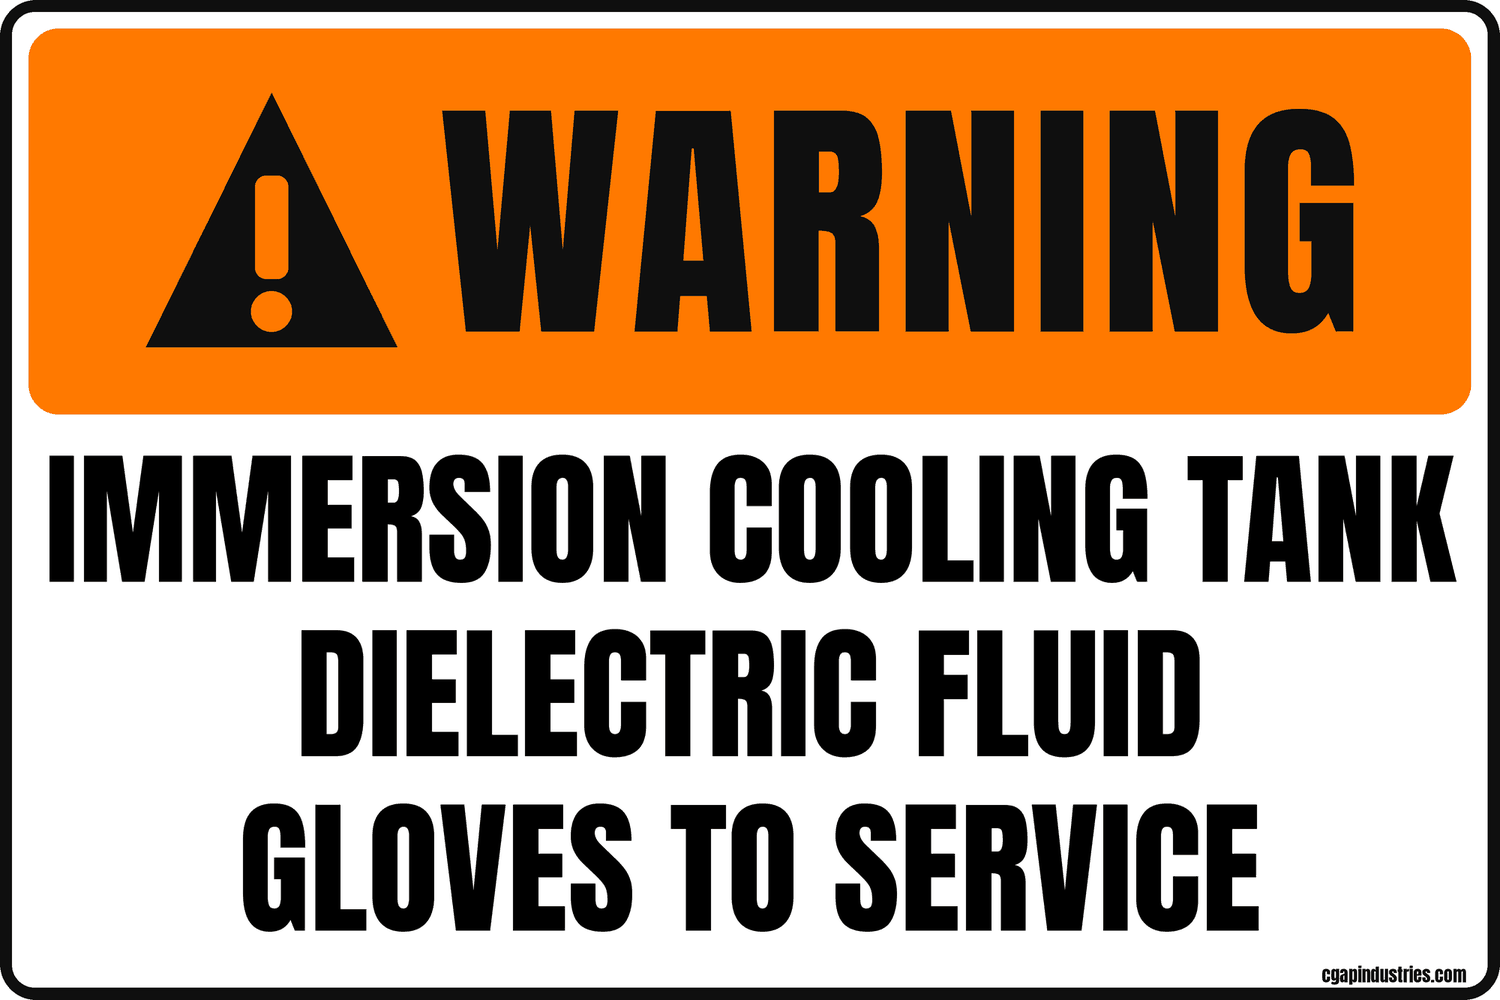 WARNING
IMMERSION COOLING TANK
DIELECTRIC FLUID
GLOVES TO SERVICE
cgapindustries.com